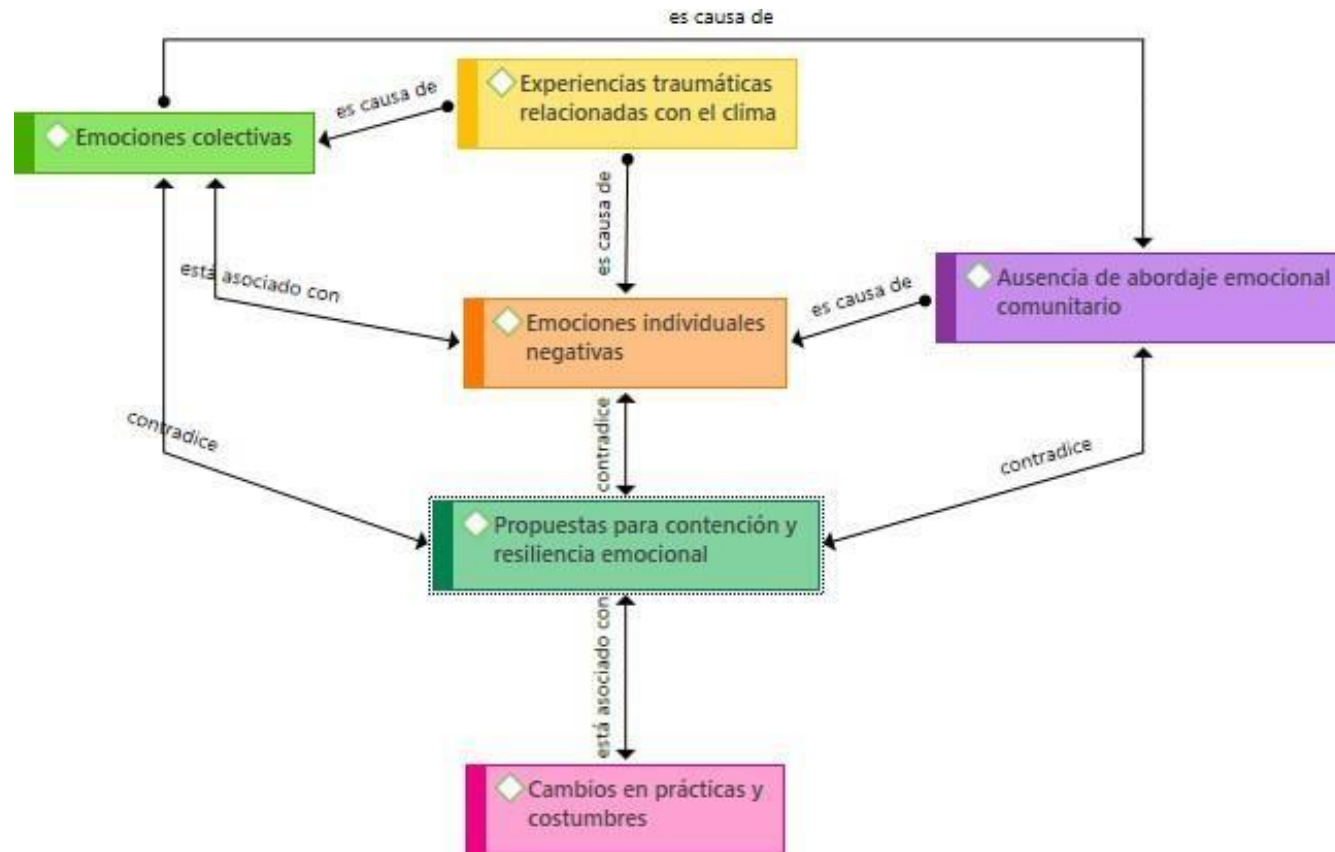 es causa de
Experiencias traumáticas
relacionadas con el clima
es causa de
Emociones colectivas
es causa de
está asociado con
Ausencia de abordaje emocional
comunitario
es causa de
Emociones individuales
negativas
contradice
contradice
contradice
Propuestas para contención y
resiliencia emocional
está asociado con
Cambios en prácticas y
costumbres